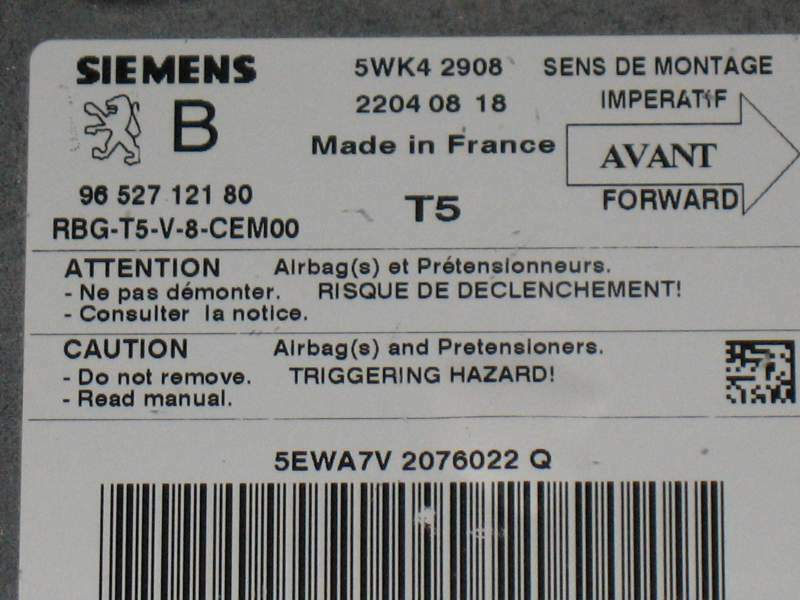 SIEMENS
5WK4 2908
SENS DE MONTAGE
2204 08 18
IMPERATIF
B
Made in France
AVANT
96 527 121 80
T5
FORWARD
RBG-T5-V-8-CEM00
ATTENTION Airbag(s) et Prétensionneurs.
- Ne pas démonter. RISQUE DE DECLENCHEMENT!
- Consulter la notice.
CAUTION Airbag(s) and Pretensioners.
- Do not remove. TRIGGERING HAZARD!
- Read manual.
5EWA7V 2076022 Q